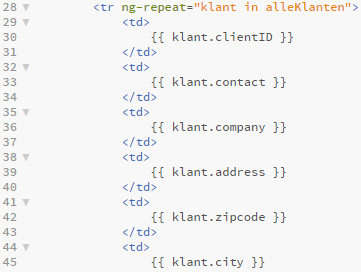 28 <tr ng-repeat="klant in alleKlanten">
29 <td>
30 {{ klant.clientID }}
31 </td>
32 <td>
33 {{ klant.contact }}
34 </td>
35 <td>
36 {{ klant.company }}
37 </td>
38 <td>
39 {{ klant.address }}
40 </td>
41 <td>
42 {{ klant.zipcode }}
43 </td>
44 <td>
45 {{ klant.city }}